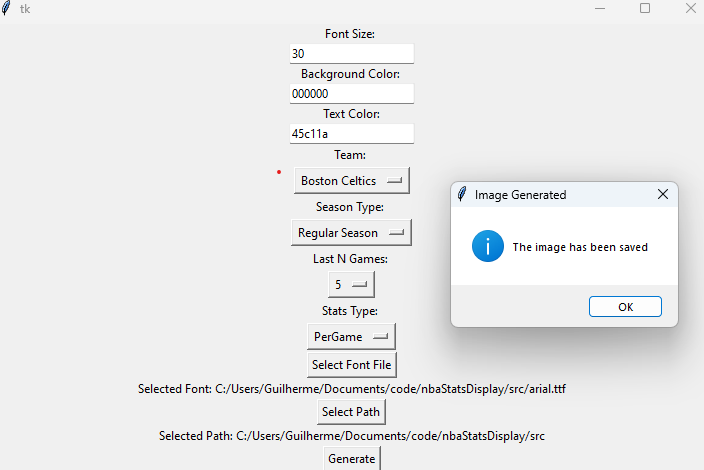 tk
Font Size:
30
Background Color:
000000
Text Color:
45c11a
Team:
Boston Celtics
Season Type:
Regular Season
Last N Games:
5
Stats Type:
PerGame
Select Font File
Selected Font: C:/Users/Guilherme/Documents/code/nbaStatsDisplay/src/arial.ttf
Select Path
Selected Path: C:/Users/Guilherme/Documents/code/nbaStatsDisplay/src
Generate
Image Generated
The image has been saved
OK